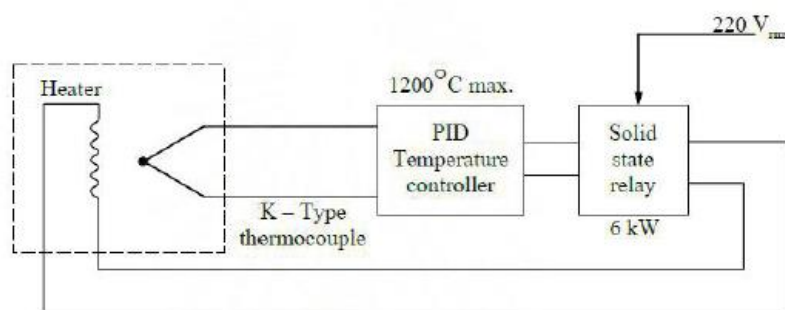 220 V
Heater
1200°C max.
PID
Temperature
controller
Solid
state
relay
K – Type
thermocouple
6 kW